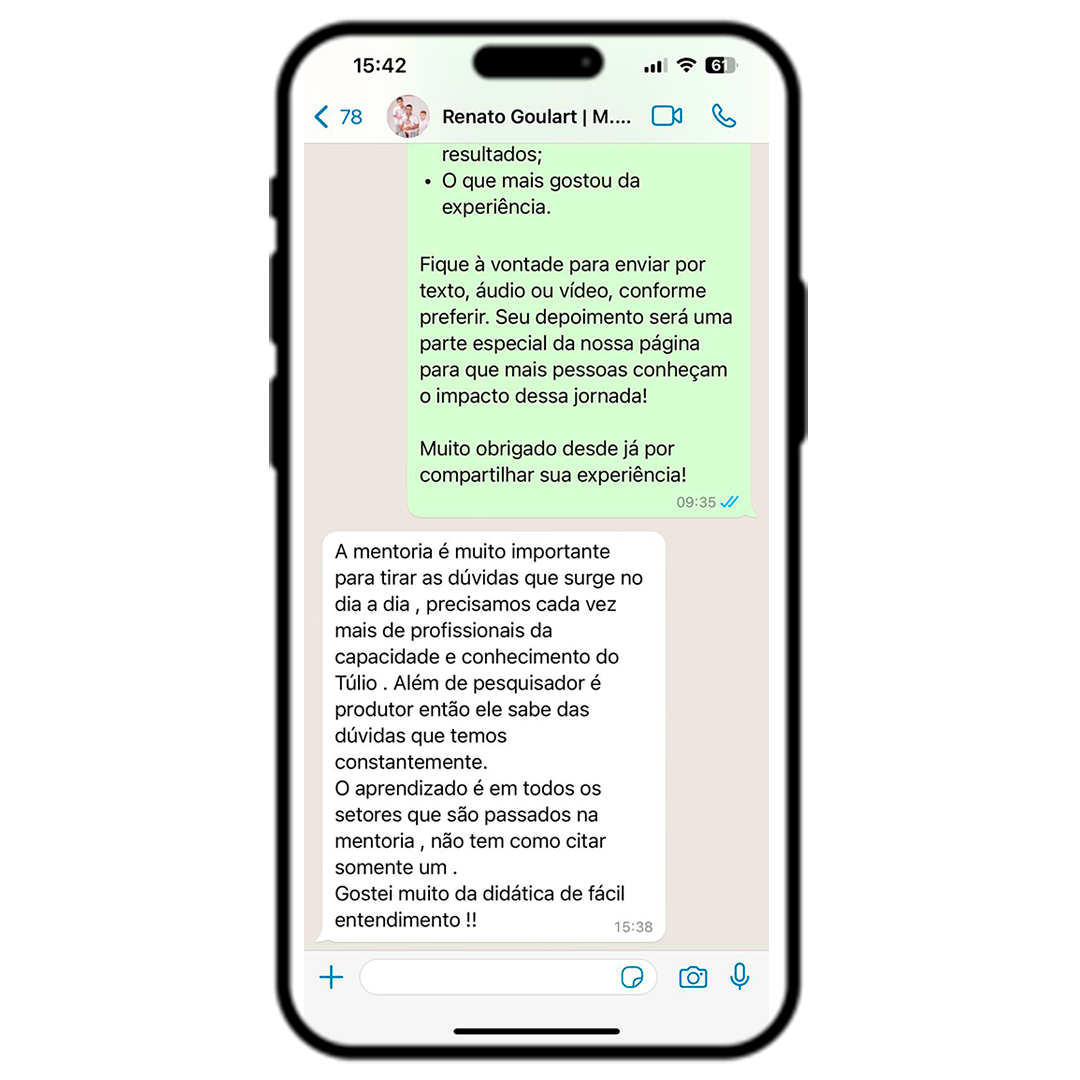 15:42
61
78
Renato Goulart | M....
resultados;
• O que mais gostou da
experiência.
Fique à vontade para enviar por
texto, áudio ou vídeo, conforme
preferir. Seu depoimento será uma
parte especial da nossa página
para que mais pessoas conheçam
o impacto dessa jornada!
Muito obrigado desde já por
compartilhar sua experiência!
09:35
A mentoria é muito importante
para tirar as dúvidas que surge no
dia a dia , precisamos cada vez
mais de profissionais da
capacidade e conhecimento do
Túlio . Além de pesquisador é
produtor então ele sabe das
dúvidas que temos
constantemente.
O aprendizado é em todos os
setores que são passados na
mentoria , não tem como citar
somente um .
Gostei muito da didática de fácil
entendimento !!
15:38